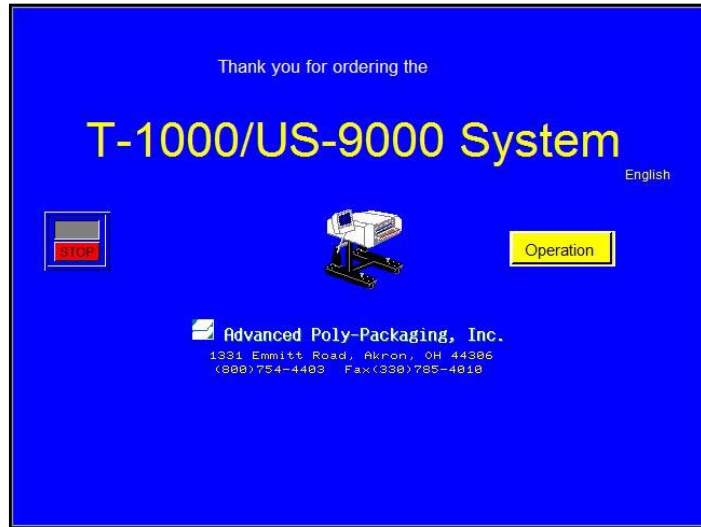 Thank you for ordering the
T-1000/US-9000 System
English
STOP
Operation
Advanced Poly-Packaging, Inc.
1331 Emmitt Road, Akron, OH 44306
(800)754-4403 Fax(330)785-4010